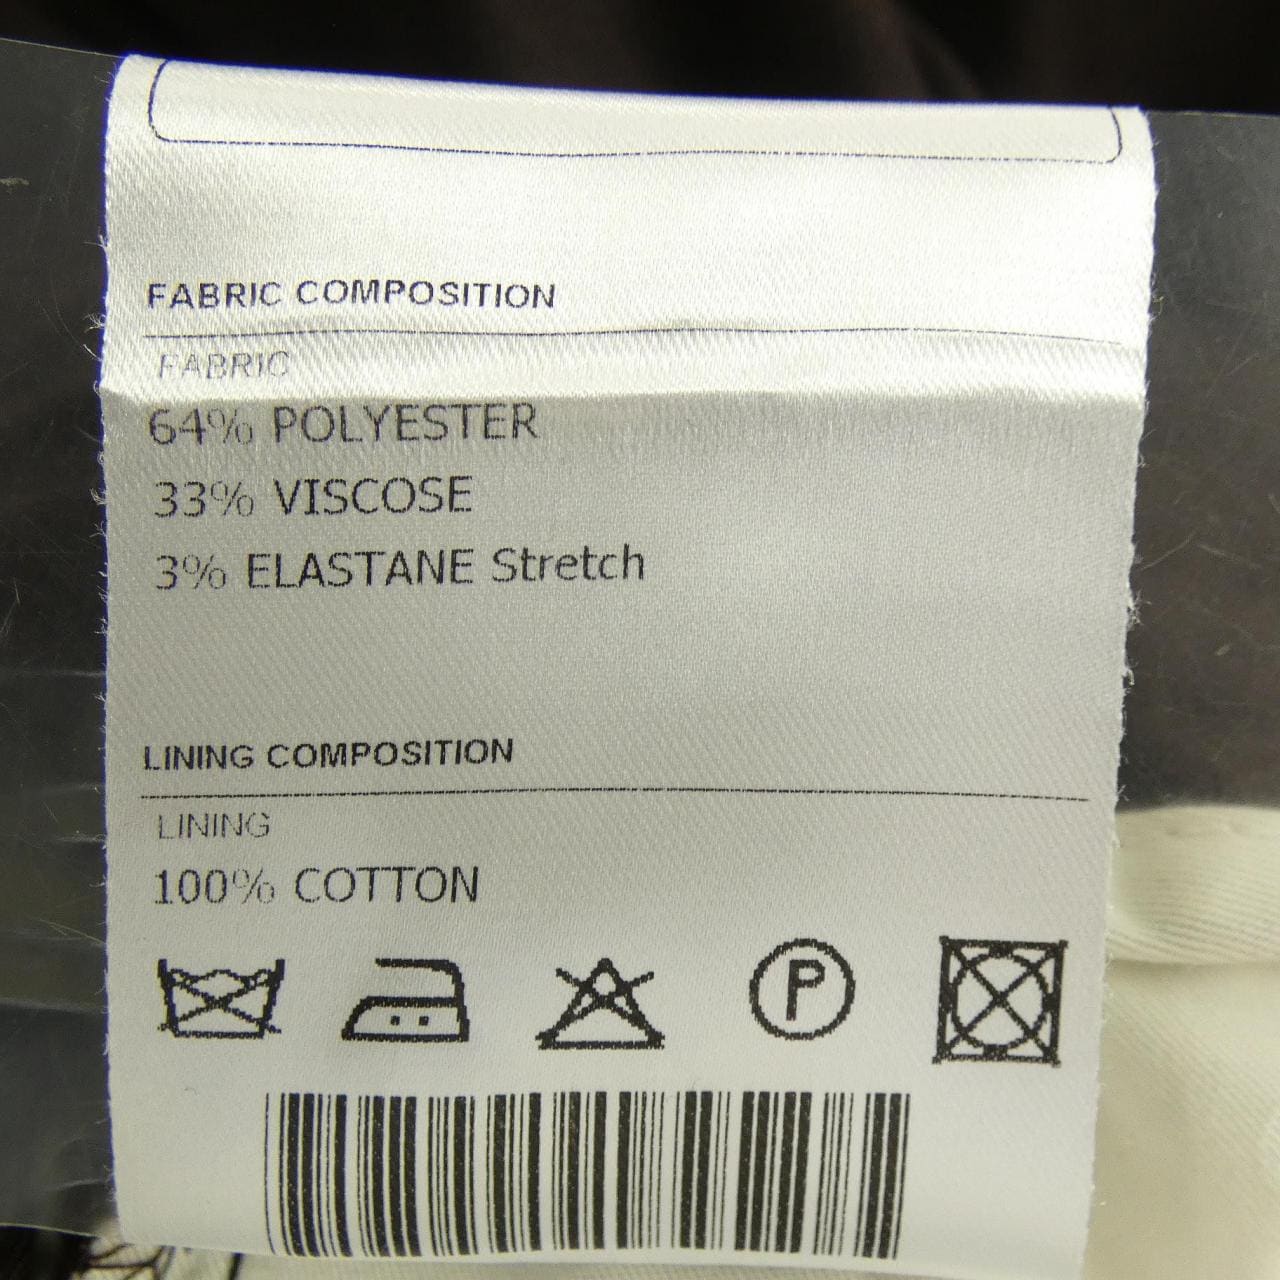 FABRIC COMPOSITION
FABRIC
64% POLYESTER
33% VISCOSE
3% ELASTANE Stretch
LINING COMPOSITION
LINING
100% COTTON
P